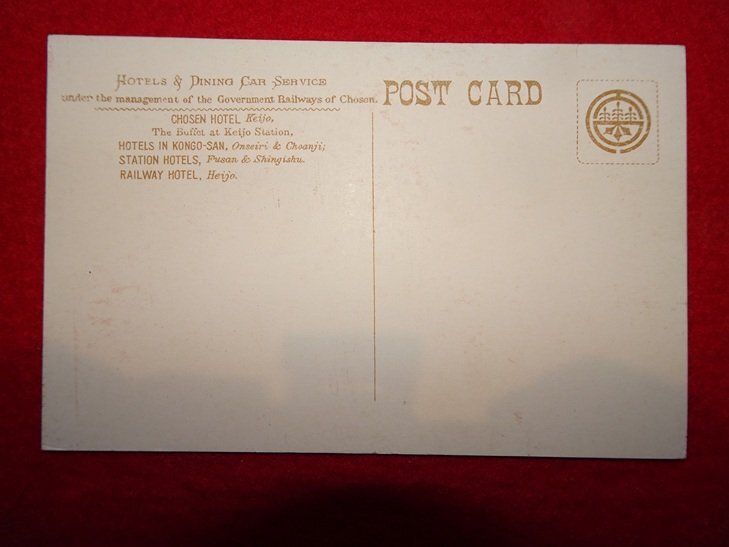 HOTELS & DINING CAR SERVICE
under the management of the Government Railways of Chosen.
CHOSEN HOTEL Keijo,
The Buffet at Keijo Station,
HOTELS IN KONGO-SAN, Onseiri & Choanji;
STATION HOTELS, Fusan & Shingishu.
RAILWAY HOTEL, Heijo.
POST CARD